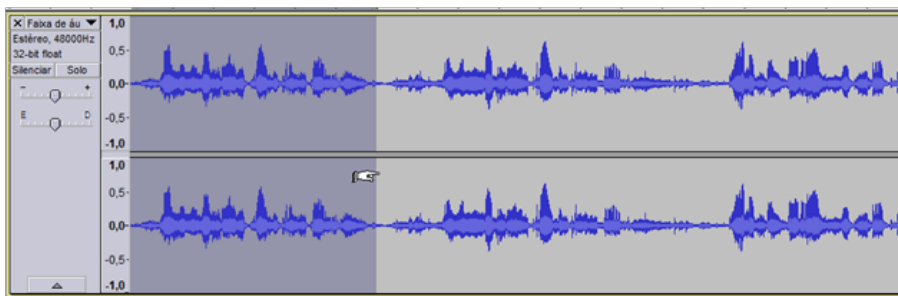 Faixa de áu
Estéreo, 48000Hz
32-bit float
Silenciar Solo
- +
E D
1,0
0,5-
0,0-
-0,5-
-1,0
1,0
0,5-
0,0-
-0,5-
-1,0